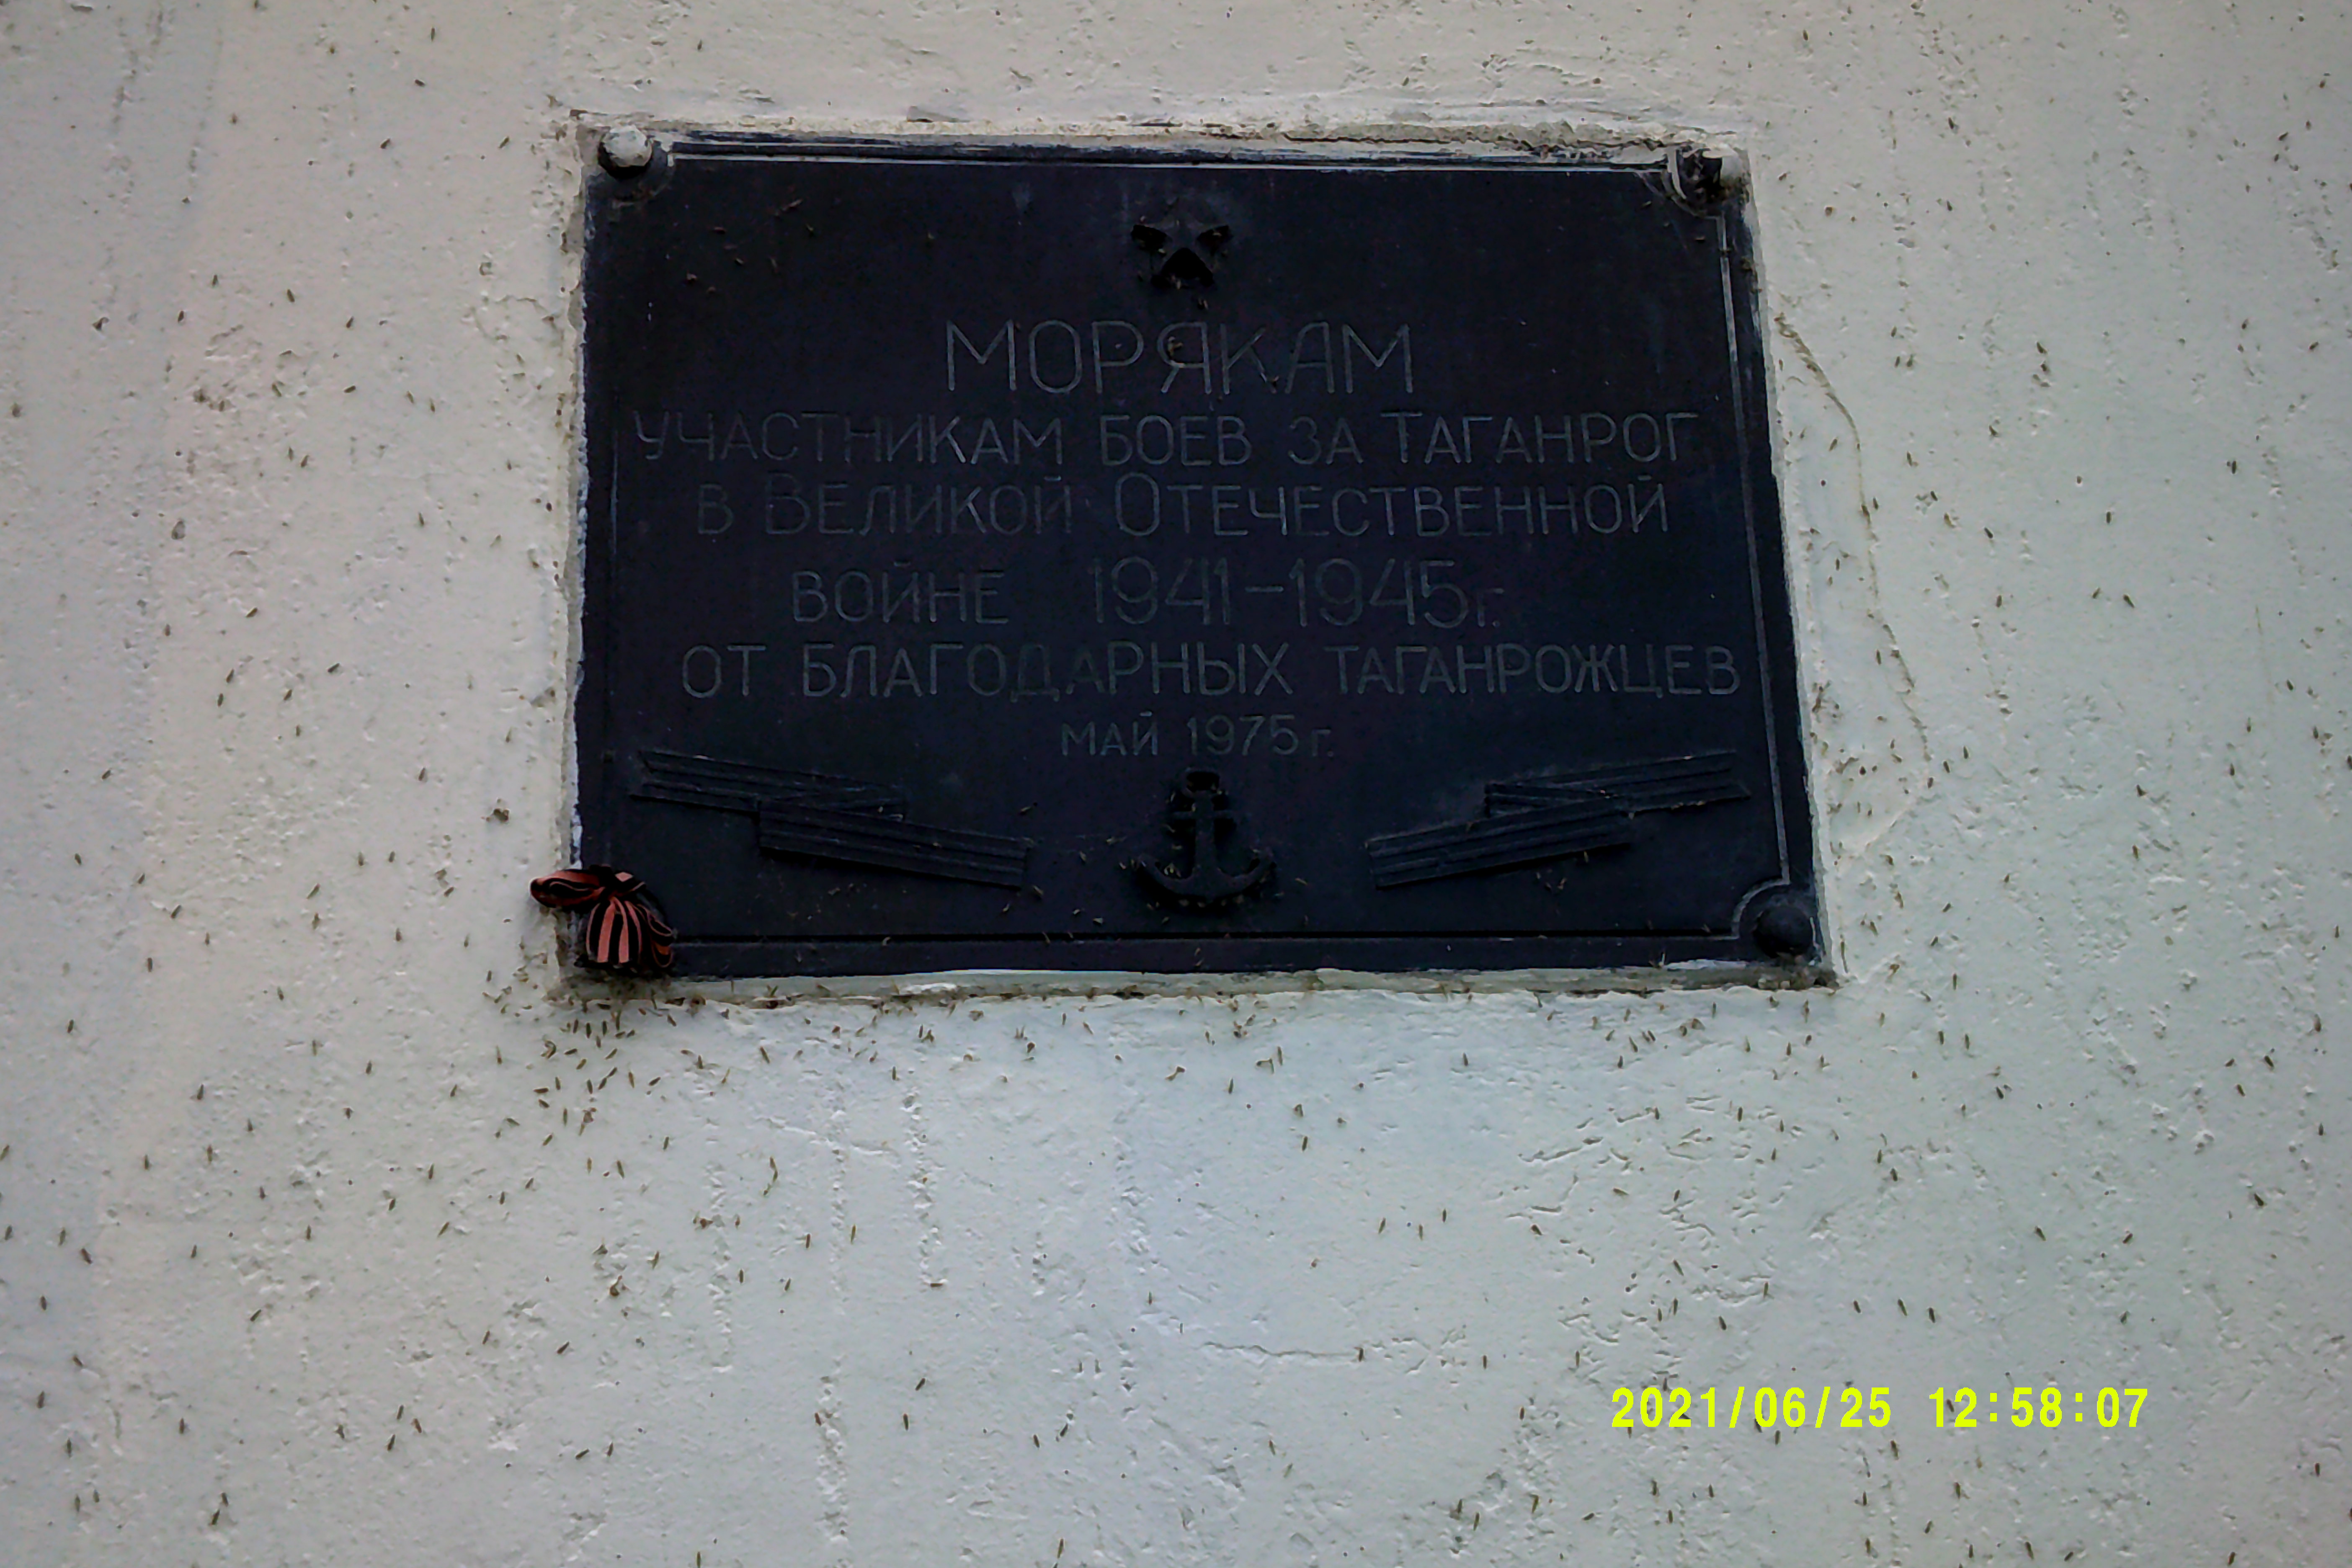 МОРЯКАМ
УЧАСТНИКАМ БОЕВ ЗА ТАГАНРОГ
В ВЕЛИКОЙ ОТЕЧЕСТВЕННОЙ
ВОЙНЕ 1941-1945г.
ОТ БЛАГОДАРНЫХ ТАГАНРОЖЦЕВ
МАЙ 1975 г.
2021/06/25 12:58:07